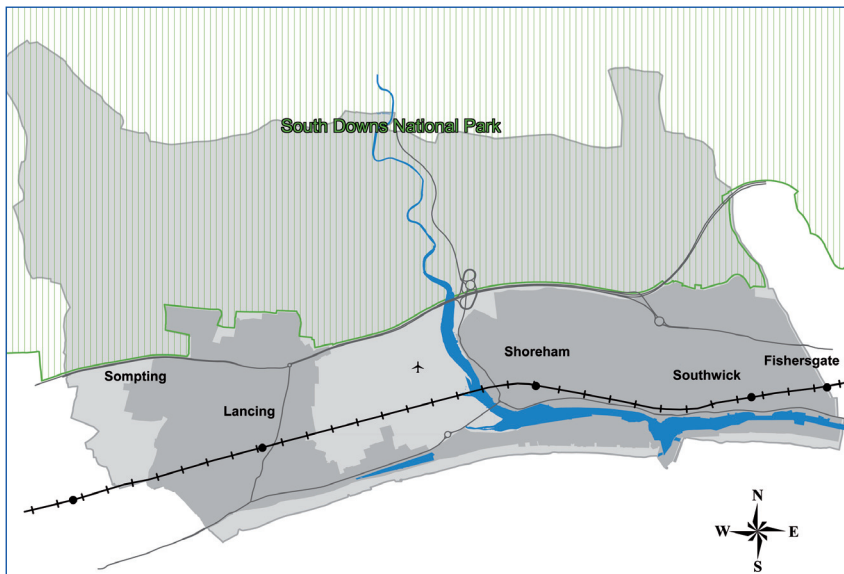 South Downs National Park
Shoreham
Fishersgate
Southwick
Sompting
Lancing
N
W
E
S